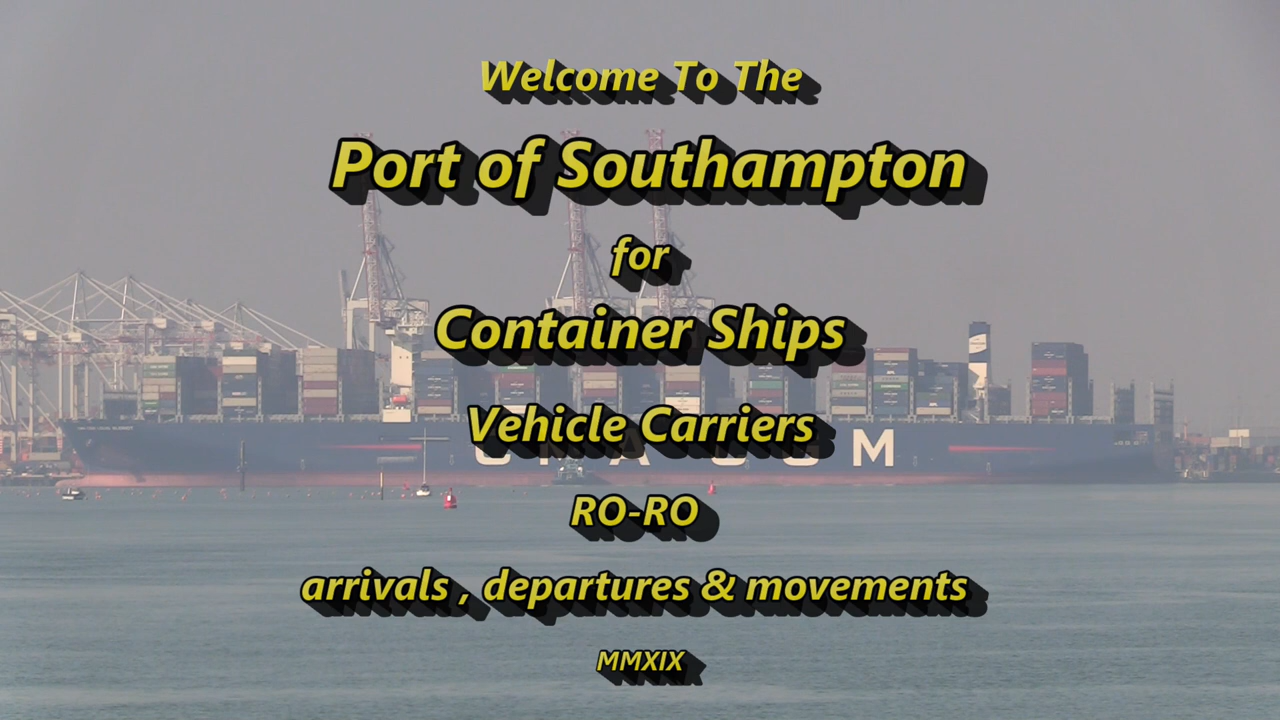 Welcome To The
Port of Southampton
for
Container Ships
Vehicle Carriers
RO-RO
arrivals , departures & movements
MMXIX